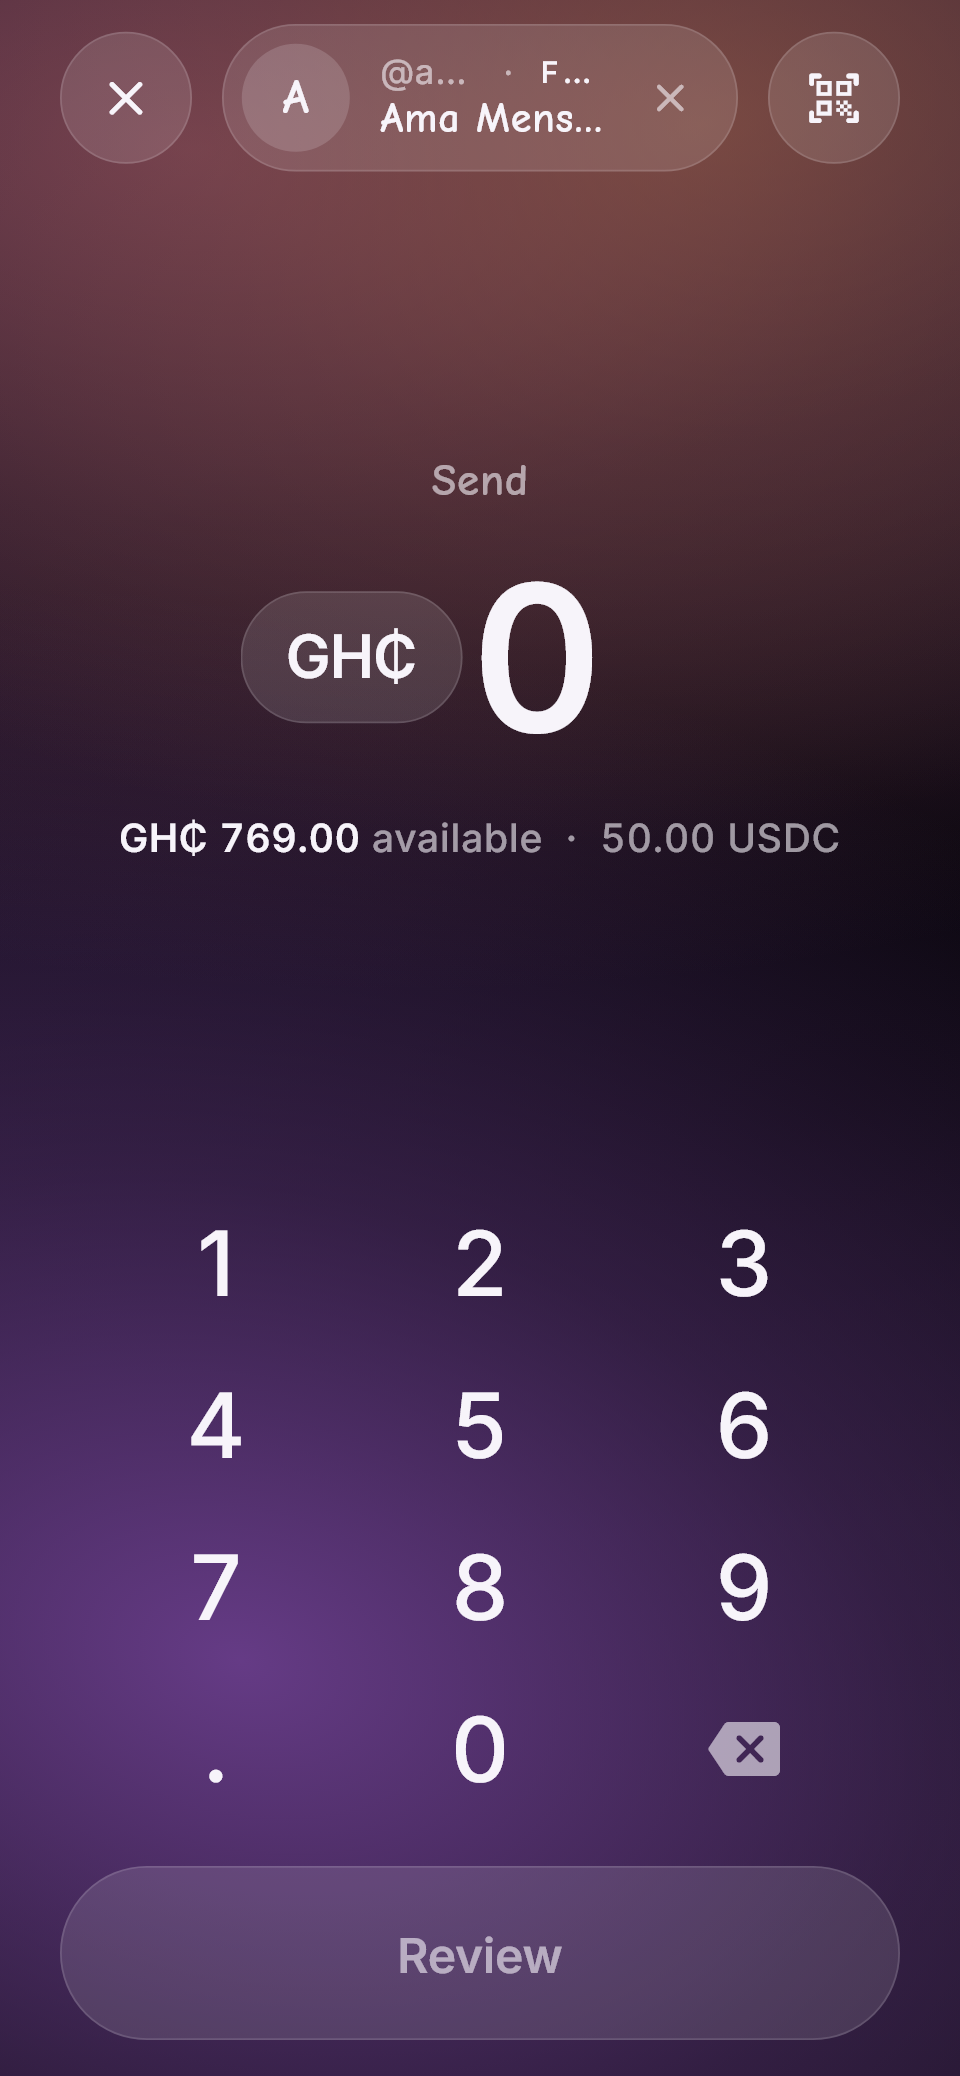 A
@a... · F...
Ama Mens...
Send
GH₵ 0
GH₵ 769.00 available · 50.00 USDC
1 2 3
4 5 6
7 8 9
. 0
Review